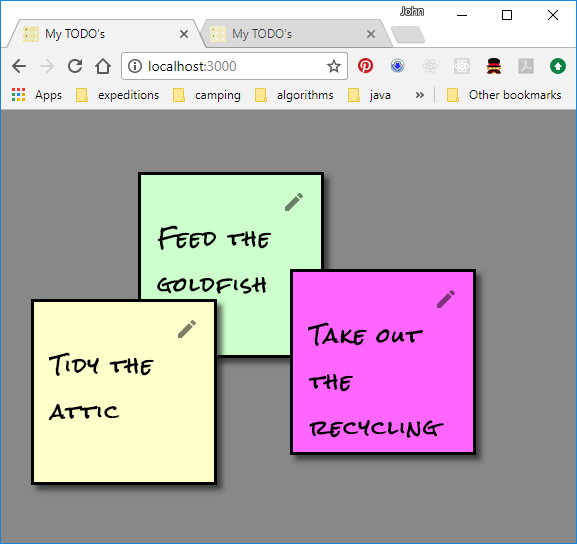 John
My TODO's
My TODO's
localhost:3000
Apps expeditions camping algorithms java » Other bookmarks
Feed the
goldfish
Take out
the
recycling
Tidy the
attic